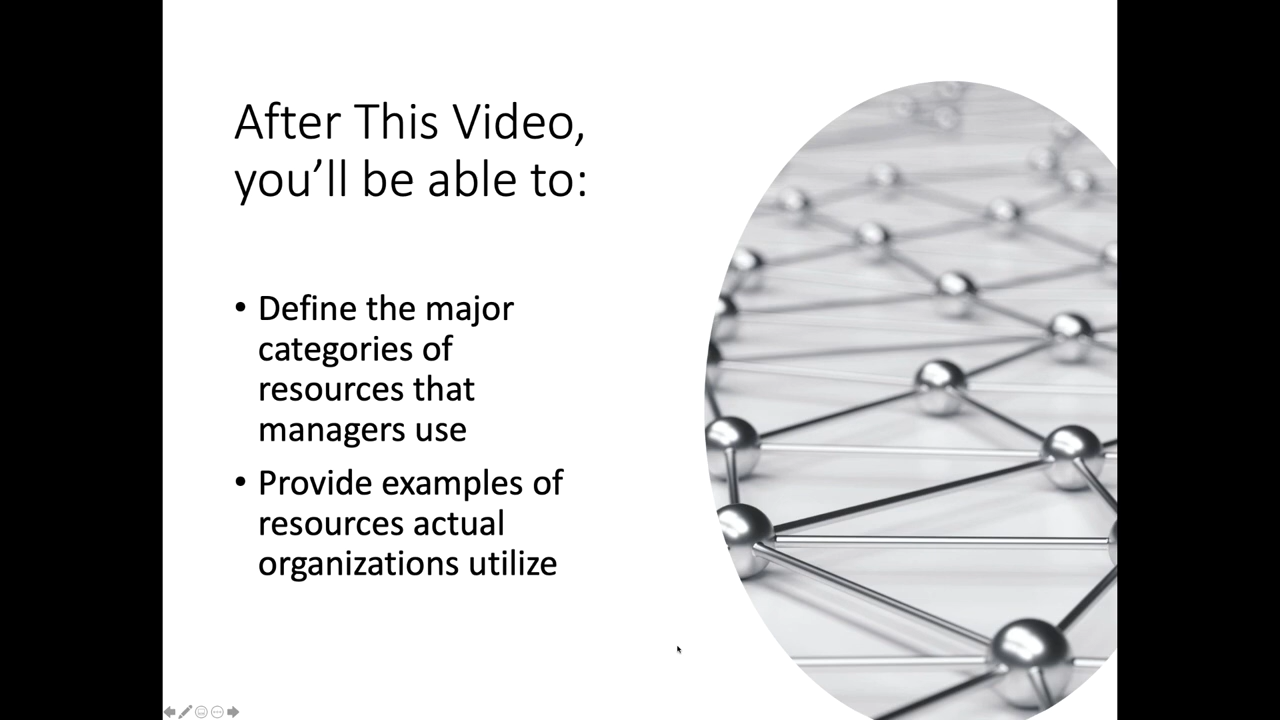 After This Video,
you’ll be able to:
• Define the major
categories of
resources that
managers use
• Provide examples of
resources actual
organizations utilize